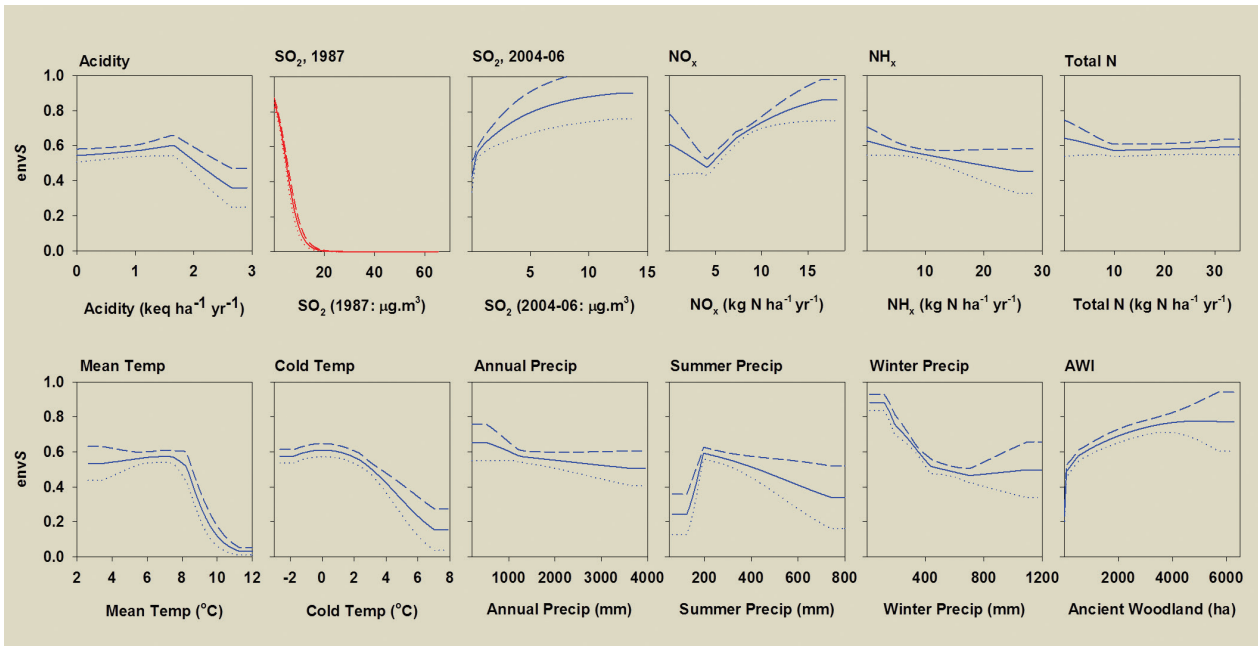 Acidity
SO2, 1987
SO2, 2004-06
NOx
NHx
Total N
1.0
0.8
0.6
0.4
0.2
0.0
envS
0 1 2 3
20 40 60
5 10 15
0 5 10 15
10 20 30
10 20 30
Acidity (keq ha-1 yr-1)
SO2 (1987: µg.m3)
SO2 (2004-06: µg.m3)
NOx (kg N ha-1 yr-1)
NHx (kg N ha-1 yr-1)
Total N (kg N ha-1 yr-1)
Mean Temp
Cold Temp
Annual Precip
Summer Precip
Winter Precip
AWI
1.0
0.8
0.6
0.4
0.2
0.0
envS
2 4 6 8 10 12
-2 0 2 4 6 8
1000 2000 3000 4000
200 400 600 800
400 800 1200
2000 4000 6000
Mean Temp (oC)
Cold Temp (oC)
Annual Precip (mm)
Summer Precip (mm)
Winter Precip (mm)
Ancient Woodland (ha)